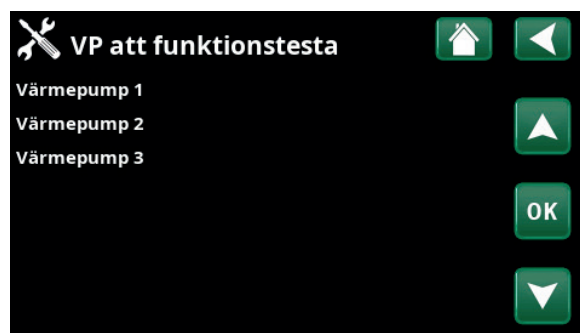 VP att funktionstesta
Värmepump 1
Värmepump 2
Värmepump 3
OK